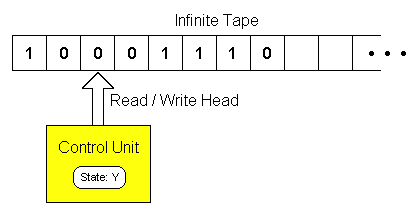 Infinite Tape
1 0 0 0 1 1 1 0
Read / Write Head
Control Unit
State: Y